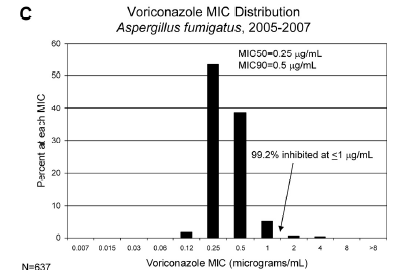 C
Voriconazole MIC Distribution
Aspergillus fumigatus, 2005-2007
MIC50=0.25 µg/mL
MIC90=0.5 µg/mL
99.2% inhibited at ≤1 µg/mL
Percent at each MIC
60
50
40
30
20
10
0
0.007 0.015 0.03 0.06 0.12 0.25 0.5 1 2 4 8 >8
Voriconazole MIC (micrograms/mL)
N=637